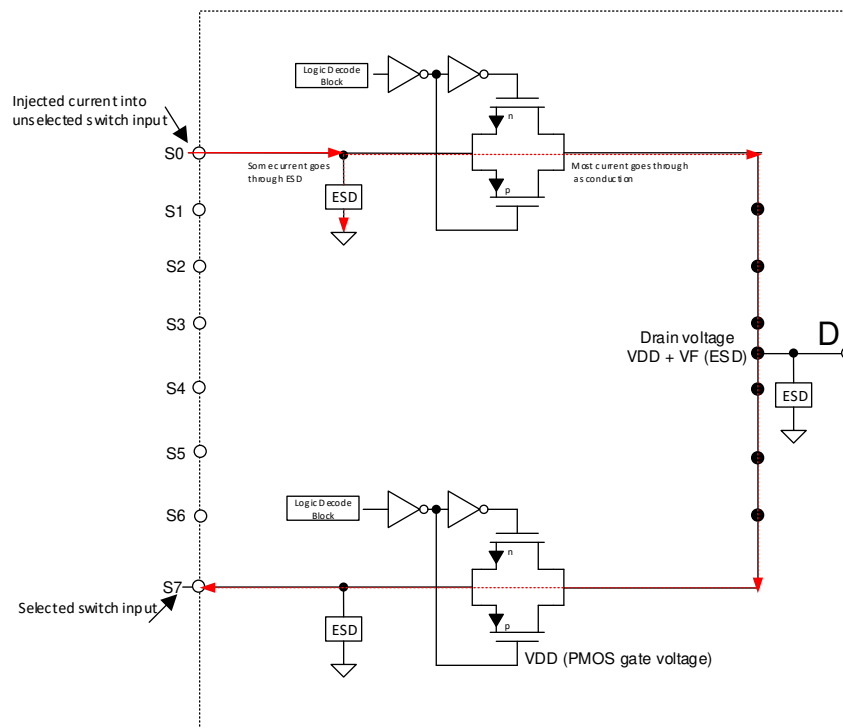 Logic Decode
Block
Injected current into
unselected switch input
n
S0
Some current goes
through ESD
Most current goes through
as conduction
p
ESD
S1
S2
S3
Drain voltage
VDD + VF (ESD)
D
S4
ESD
S5
Logic Decode
Block
S6
n
S7
Selected switch input
ESD
p
VDD (PMOS gate voltage)